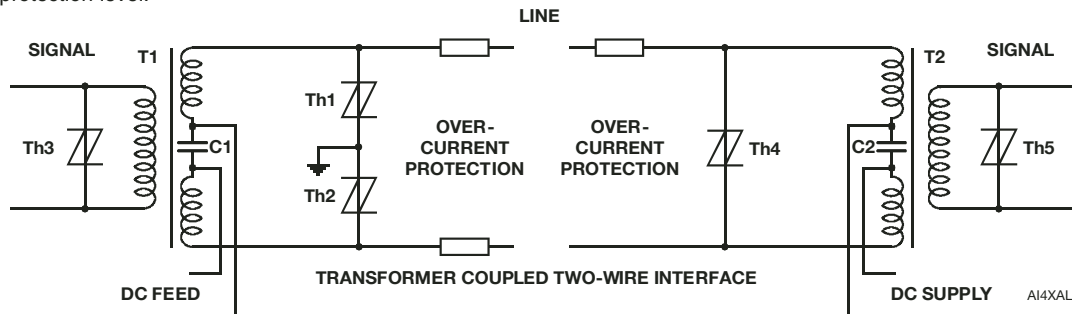 protection level.
LINE
SIGNAL
T1
T2
SIGNAL
Th1
Th3
OVER-
CURRENT
PROTECTION
OVER-
CURRENT
PROTECTION
C1
Th4
C2
Th5
Th2
TRANSFORMER COUPLED TWO-WIRE INTERFACE
DC FEED
DC SUPPLY
AI4XAL